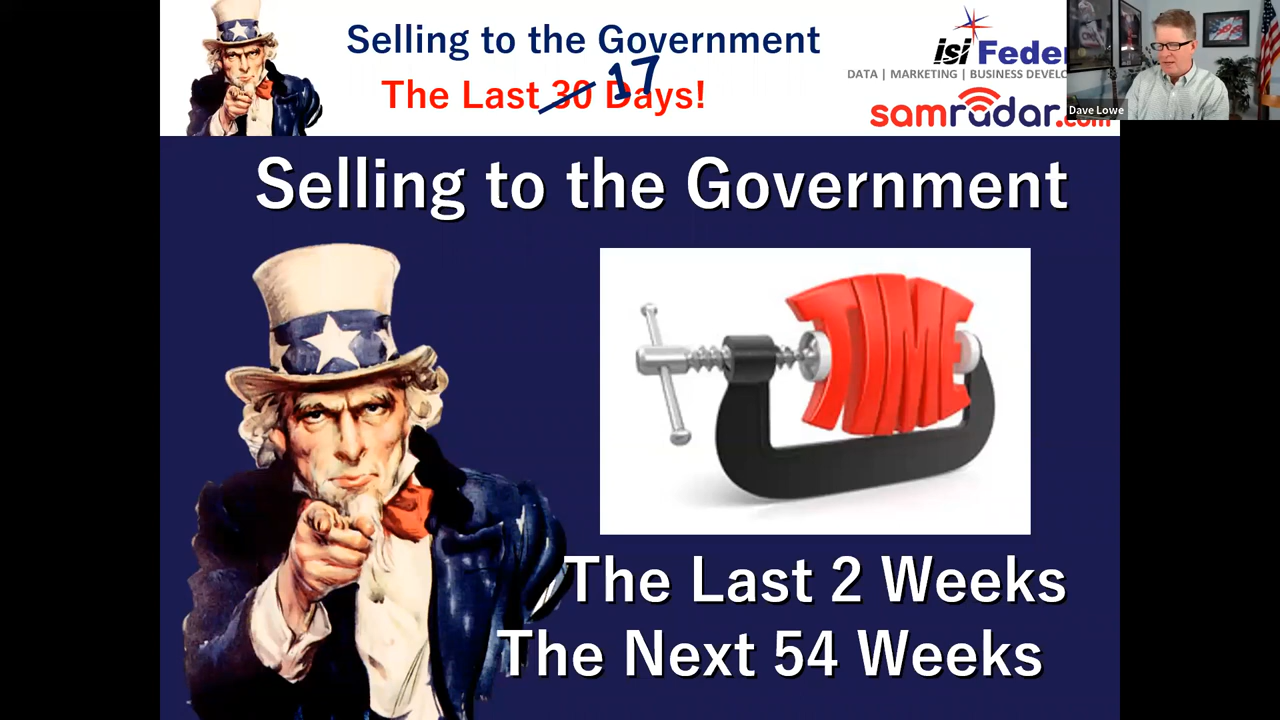 Selling to the Government
The Last 30 17 Days!
isi Feder
DATA | MARKETING | BUSINESS DEVELO
samradar.com
Dave Lowe
Selling to the Government
TIME
The Last 2 Weeks
The Next 54 Weeks